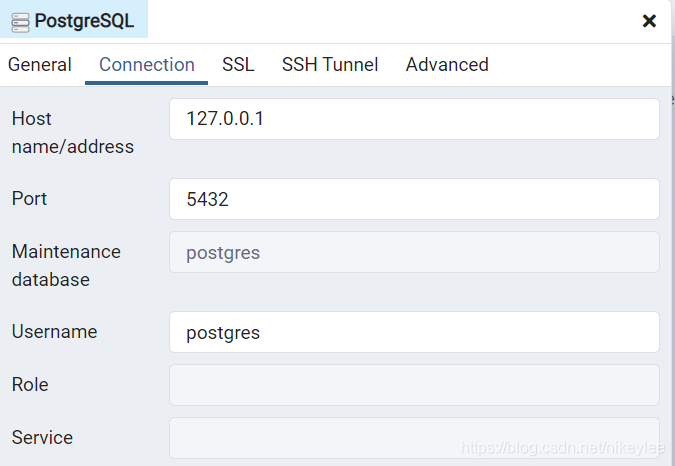 PostgreSQL
General Connection SSL SSH Tunnel Advanced
Host name/address 127.0.0.1
Port 5432
Maintenance database postgres
Username postgres
Role
Service
https://blog.csdn.net/nikeylee